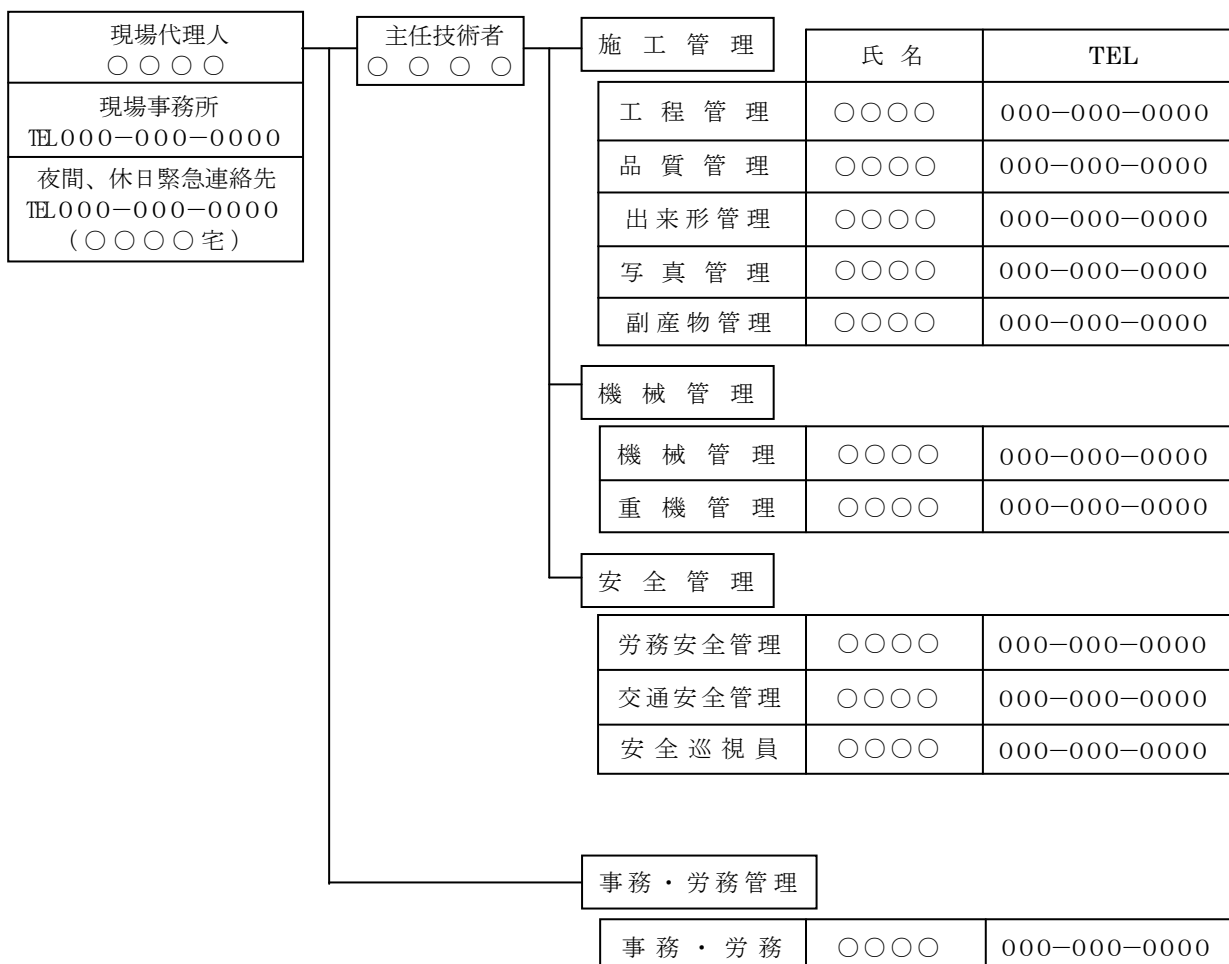 現場代理人
○○○○
現場事務所
℡000-000-0000
夜間、休日緊急連絡先
℡000-000-0000
(○○○○宅)
主任技術者
○○○○
施工管理
氏名 TEL
工程管理 ○○○○ 000-000-0000
品質管理 ○○○○ 000-000-0000
出来形管理 ○○○○ 000-000-0000
写真管理 ○○○○ 000-000-0000
副産物管理 ○○○○ 000-000-0000
機械管理
機械管理 ○○○○ 000-000-0000
重機管理 ○○○○ 000-000-0000
安全管理
労務安全管理 ○○○○ 000-000-0000
交通安全管理 ○○○○ 000-000-0000
安全巡視員 ○○○○ 000-000-0000
事務・労務管理
事務・労務 ○○○○ 000-000-0000